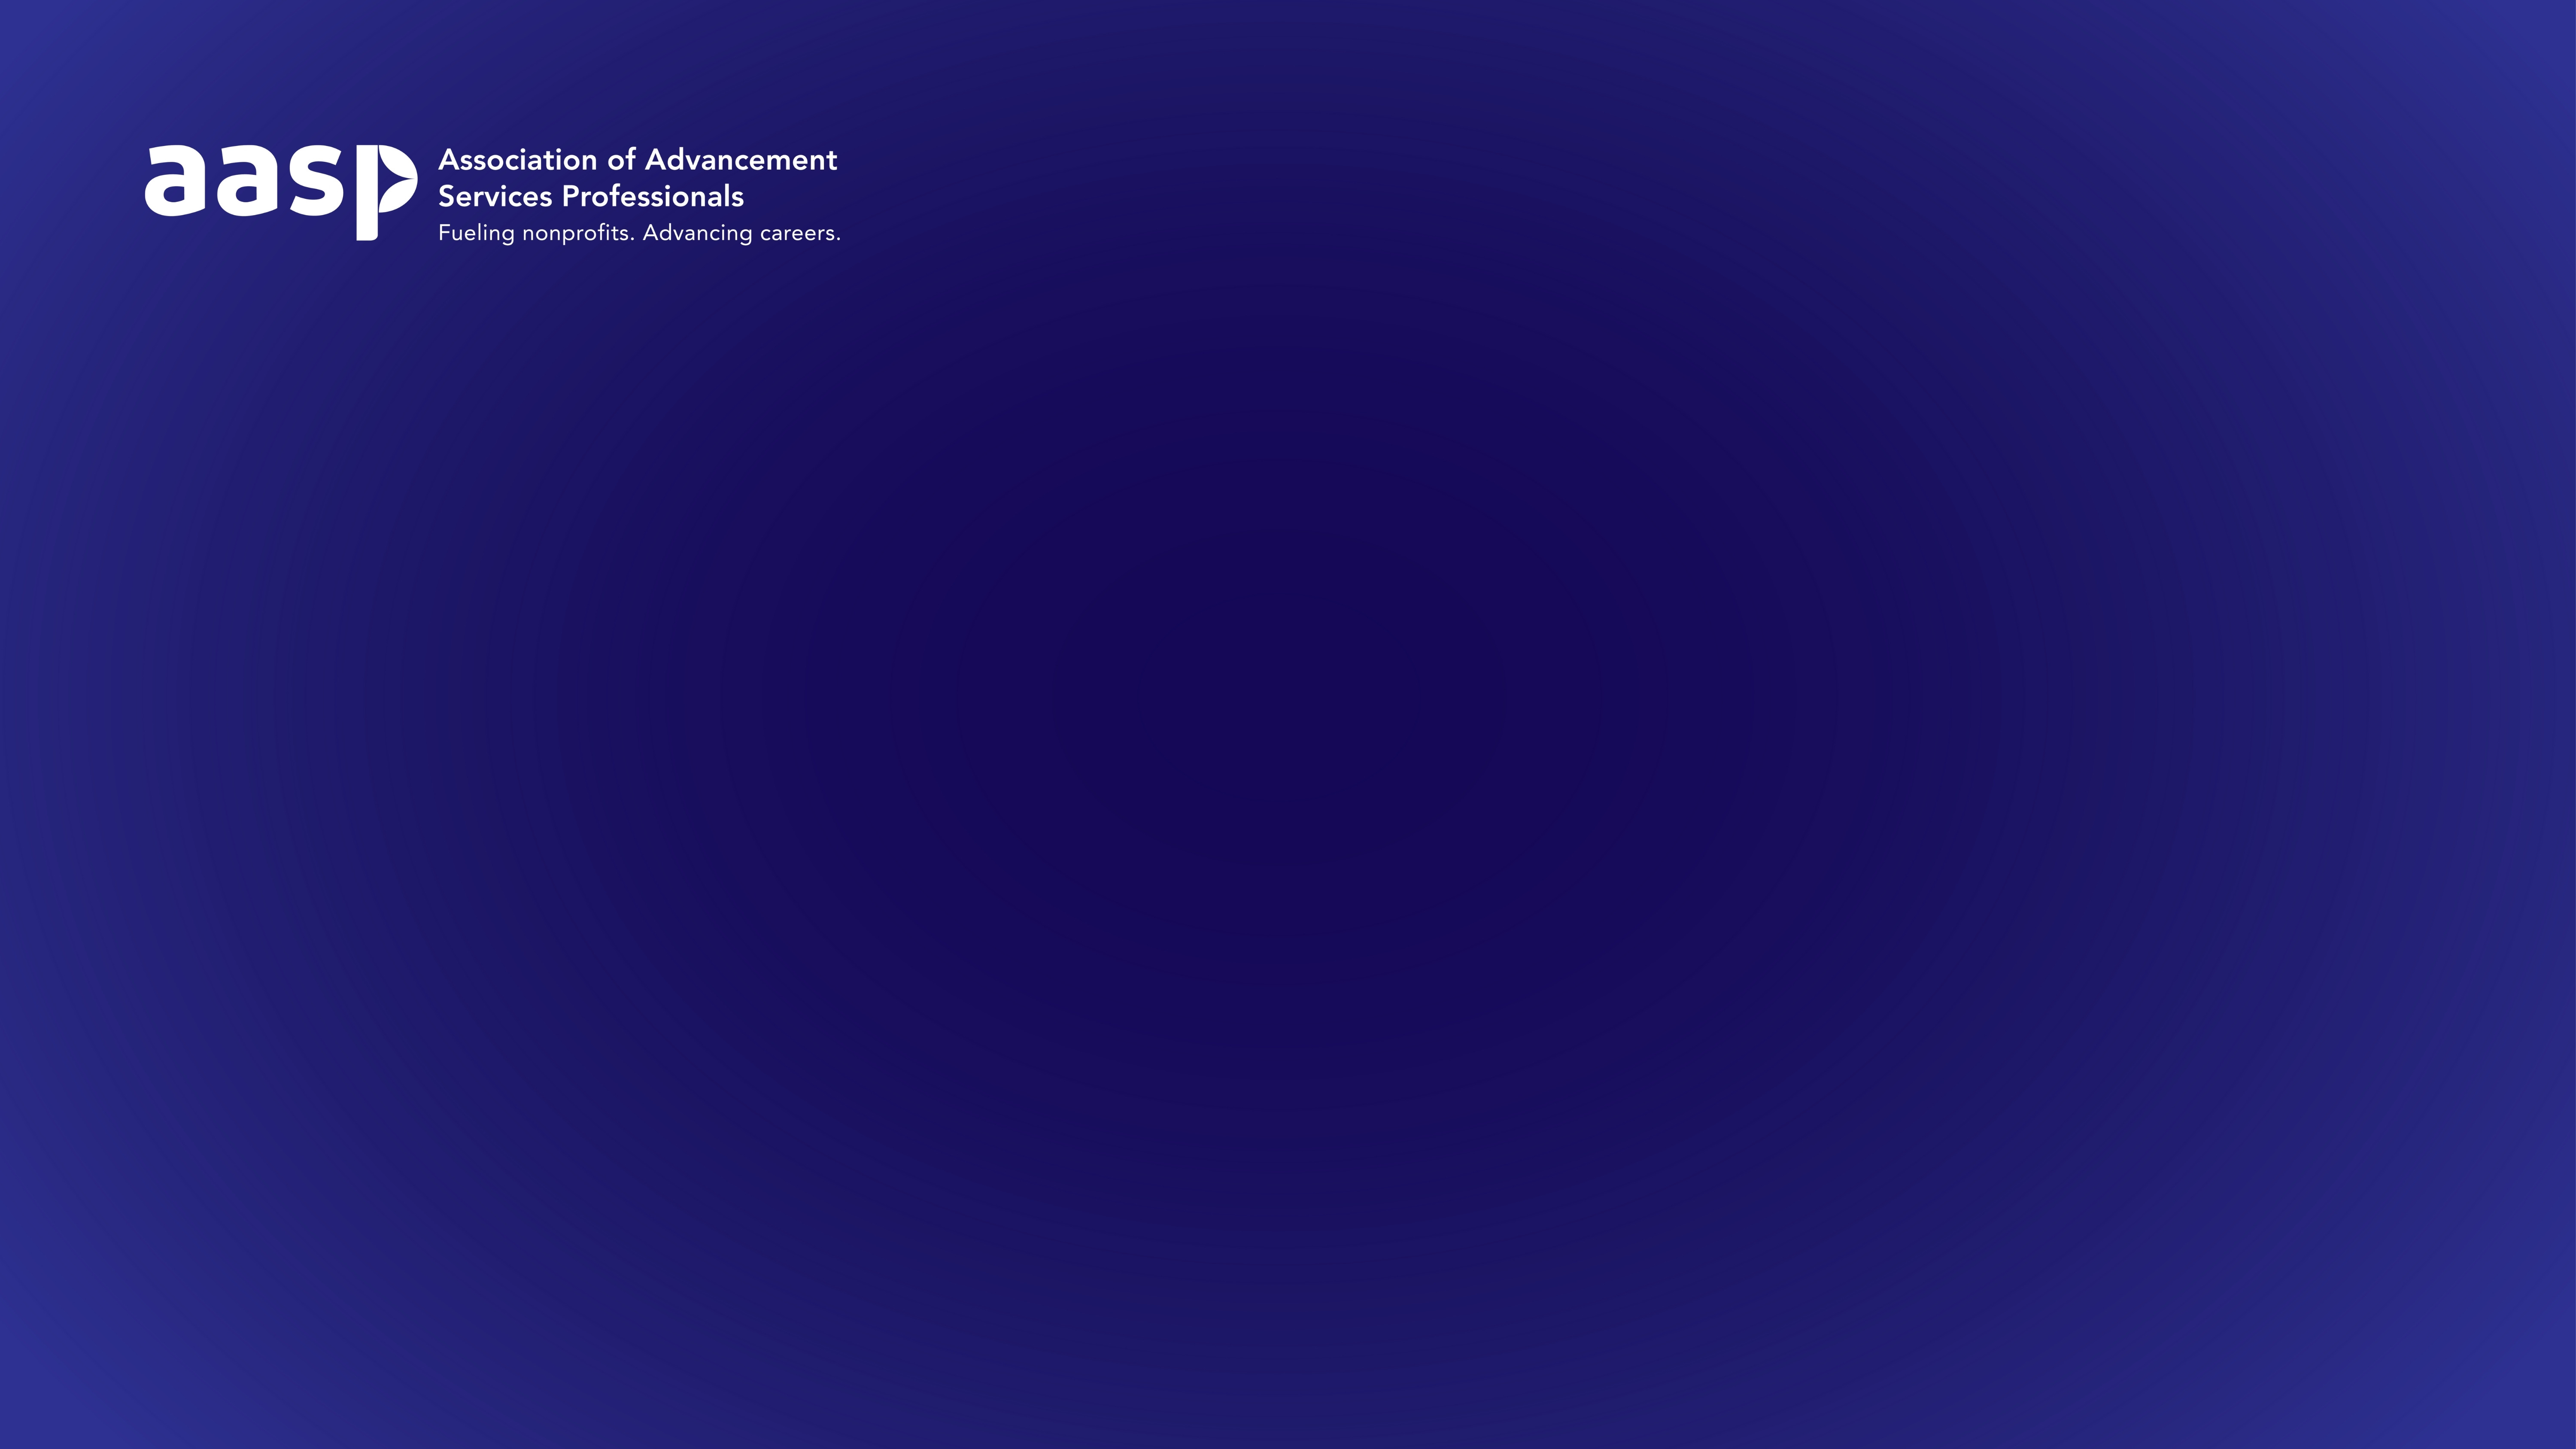 aasp
Association of Advancement
Services Professionals
Fueling nonprofits. Advancing careers.